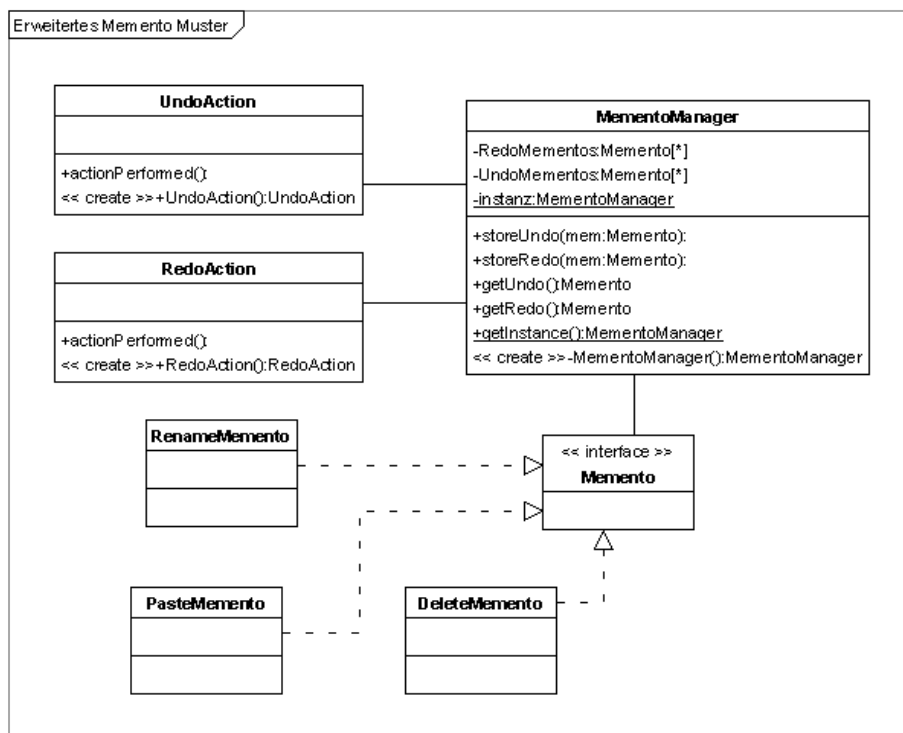 Erweitertes Memento Muster
UndoAction
+actionPerformed():
<< create >>+UndoAction():UndoAction
MementoManager
-RedoMementos:Memento[*]
-UndoMementos:Memento[*]
-instanz:MementoManager
+storeUndo(mem:Memento):
+storeRedo(mem:Memento):
+getUndo():Memento
+getRedo():Memento
+getInstance():MementoManager
<< create >>-MementoManager():MementoManager
RedoAction
+actionPerformed():
<< create >>+RedoAction():RedoAction
RenameMemento
<< interface >>
Memento
PasteMemento
DeleteMemento